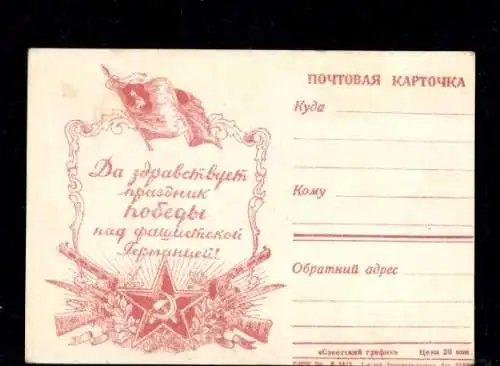 Да здравствует
праздник
победы
над фашистской
Германией!
ПОЧТОВАЯ КАРТОЧКА
Куда
Кому
Обратный адрес
«Советский график» Цена 20 коп.